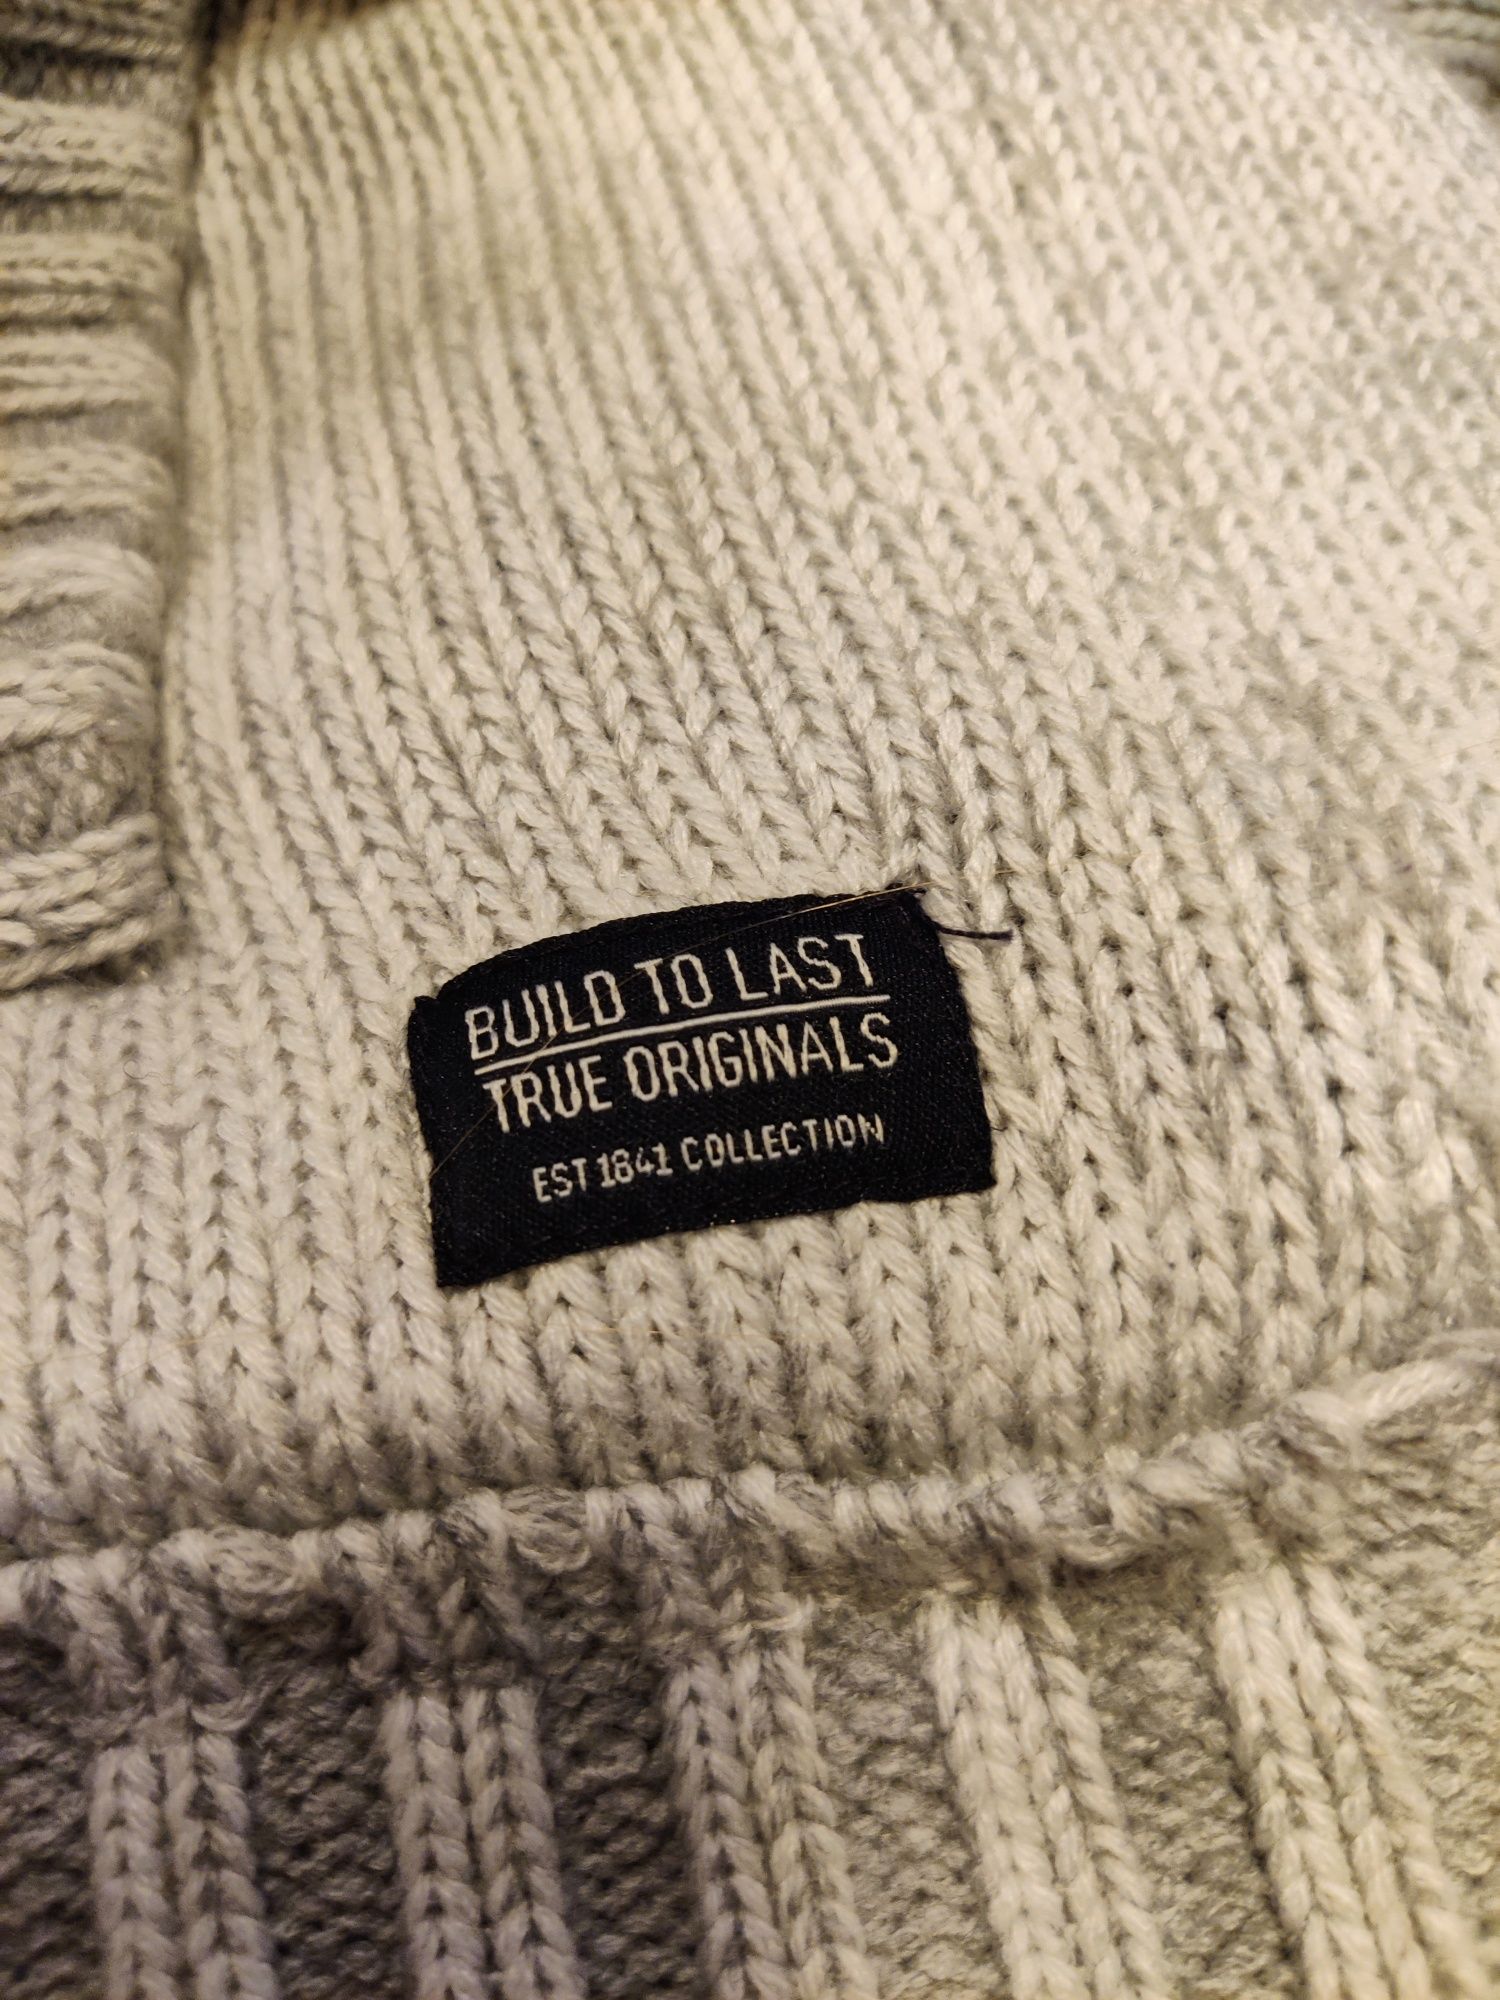 BUILD TO LAST
TRUE ORIGINALS
EST 1841 COLLECTION